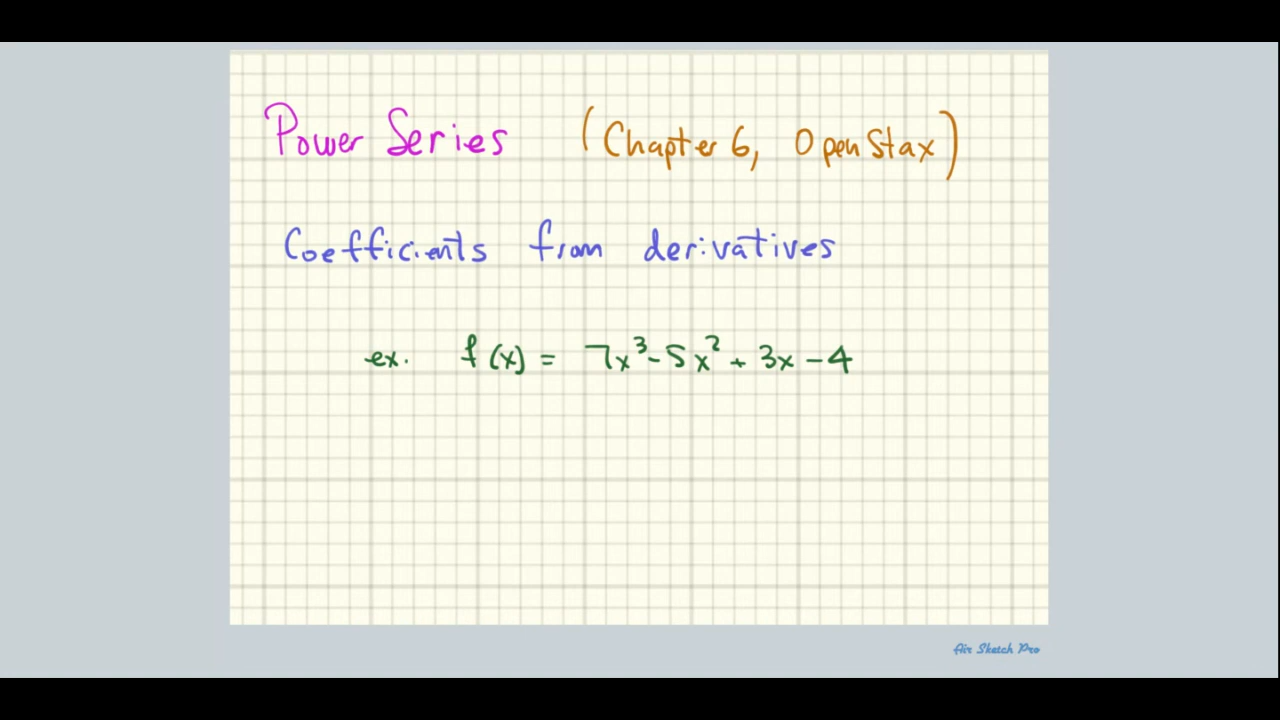 Power Series (Chapter 6, OpenStax)
Coefficients from derivatives
ex. f(x) = 7x³-5x²+3x-4
Air Sketch Pro